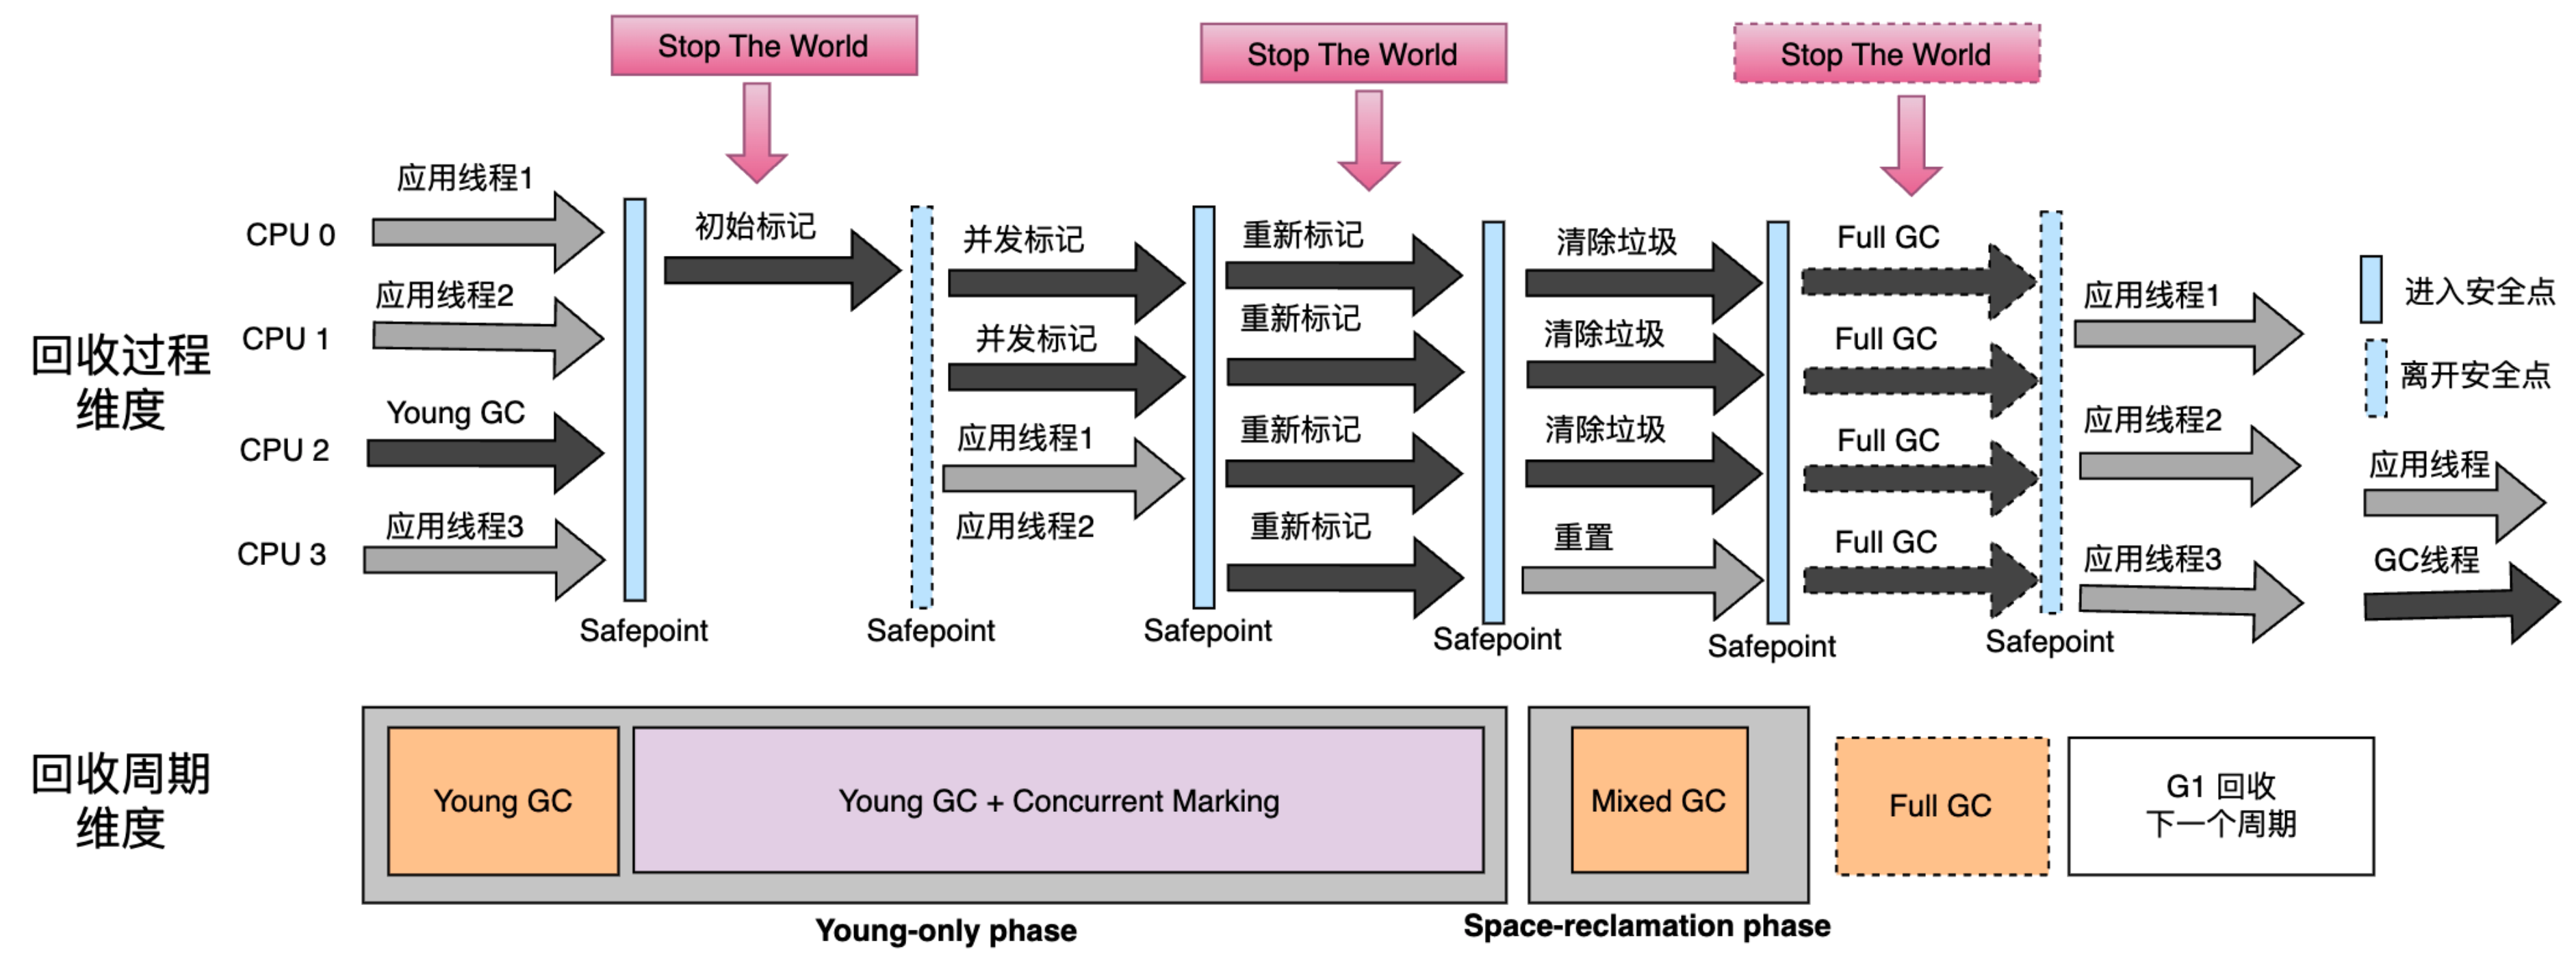 Stop The World
Stop The World
Stop The World
回收过程
维度
CPU 0
CPU 1
CPU 2
CPU 3
应用线程1
应用线程2
Young GC
应用线程3
初始标记
并发标记
并发标记
应用线程1
应用线程2
重新标记
重新标记
重新标记
重新标记
清除垃圾
清除垃圾
清除垃圾
重置
Full GC
Full GC
Full GC
Full GC
应用线程1
应用线程2
应用线程3
进入安全点
离开安全点
应用线程
GC线程
Safepoint
Safepoint
Safepoint
Safepoint
Safepoint
Safepoint
回收周期
维度
Young GC
Young GC + Concurrent Marking
Mixed GC
Full GC
G1 回收
下一个周期
Young-only phase
Space-reclamation phase